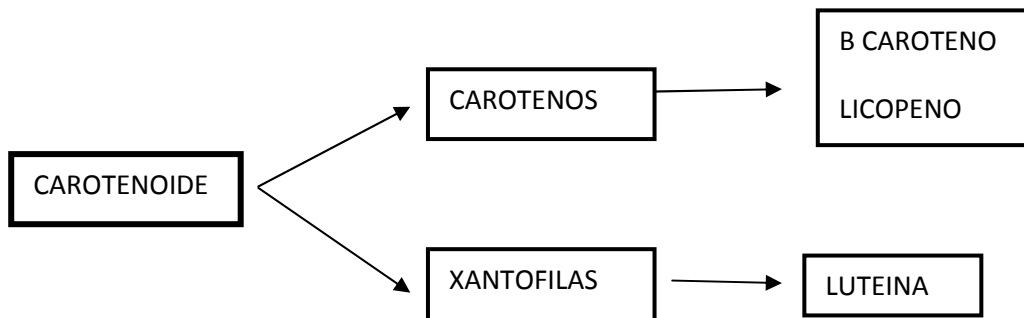 CAROTENOIDE
CAROTENOS
B CAROTENO
LICOPENO
XANTOFILAS
LUTEINA